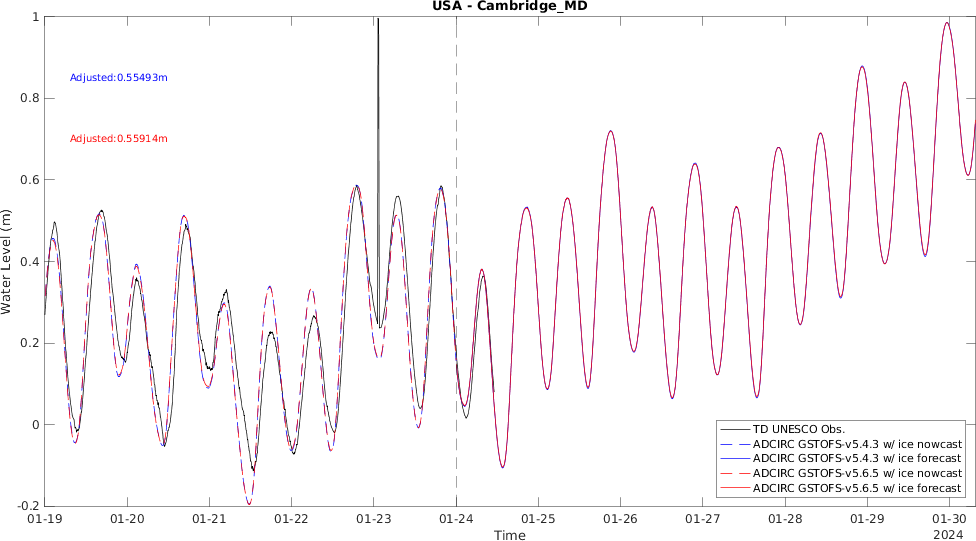 USA - Cambridge_MD
1
0.8
0.6
0.4
0.2
0
-0.2
Water Level (m)
Adjusted:0.55493m
Adjusted:0.55914m
TD UNESCO Obs.
ADCIRC GSTOFS-v5.4.3 w/ ice nowcast
ADCIRC GSTOFS-v5.4.3 w/ ice forecast
ADCIRC GSTOFS-v5.6.5 w/ ice nowcast
ADCIRC GSTOFS-v5.6.5 w/ ice forecast
01-19 01-20 01-21 01-22 01-23 01-24 01-25 01-26 01-27 01-28 01-29 01-30
Time
2024